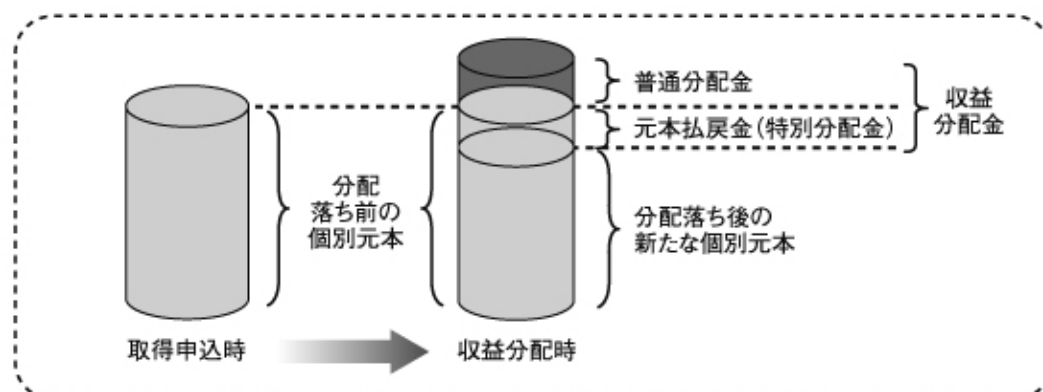 普通分配金
元本払戻金(特別分配金)
収益
分配金
分配
落ち前の
個別元本
分配落ち後の
新たな個別元本
取得申込時
収益分配時